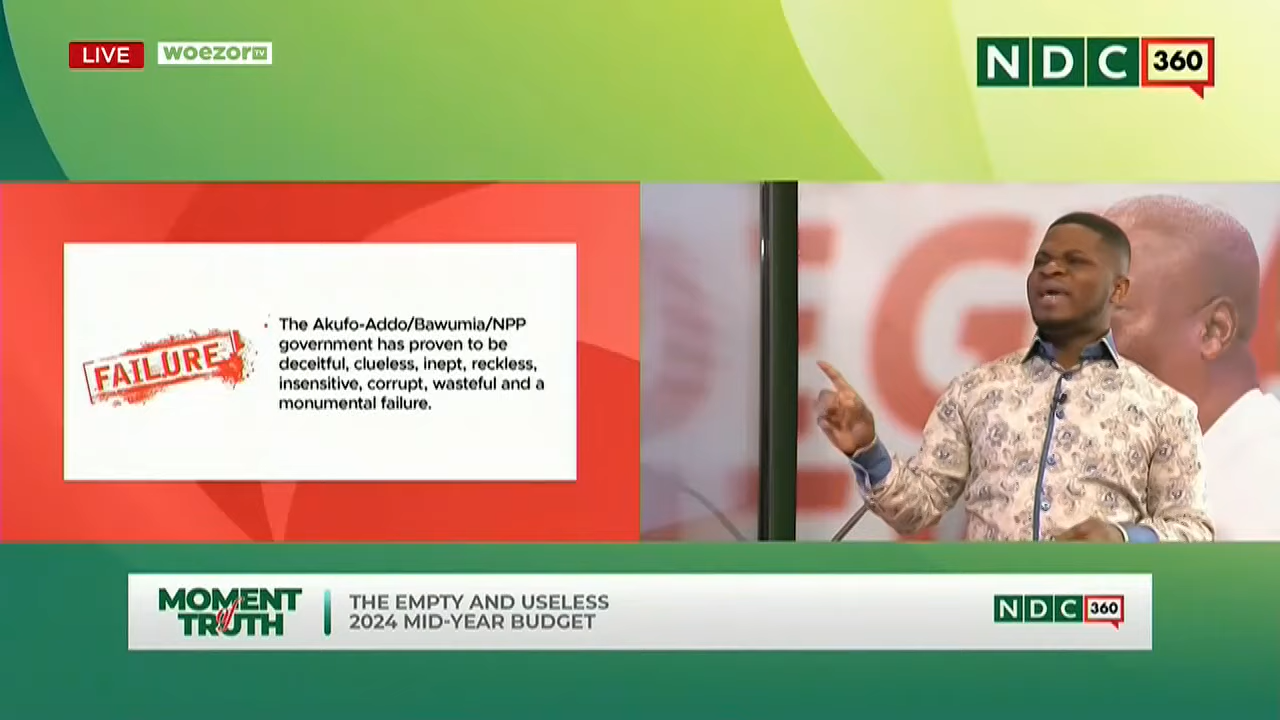 LIVE
woezor TV
NDC 360
FAILURE
The Akufo-Addo/Bawumia/NPP
government has proven to be
deceitful, clueless, inept, reckless,
insensitive, corrupt, wasteful and a
monumental failure.
EG
MOMENT
of
TRUTH
THE EMPTY AND USELESS
2024 MID-YEAR BUDGET
NDC 360